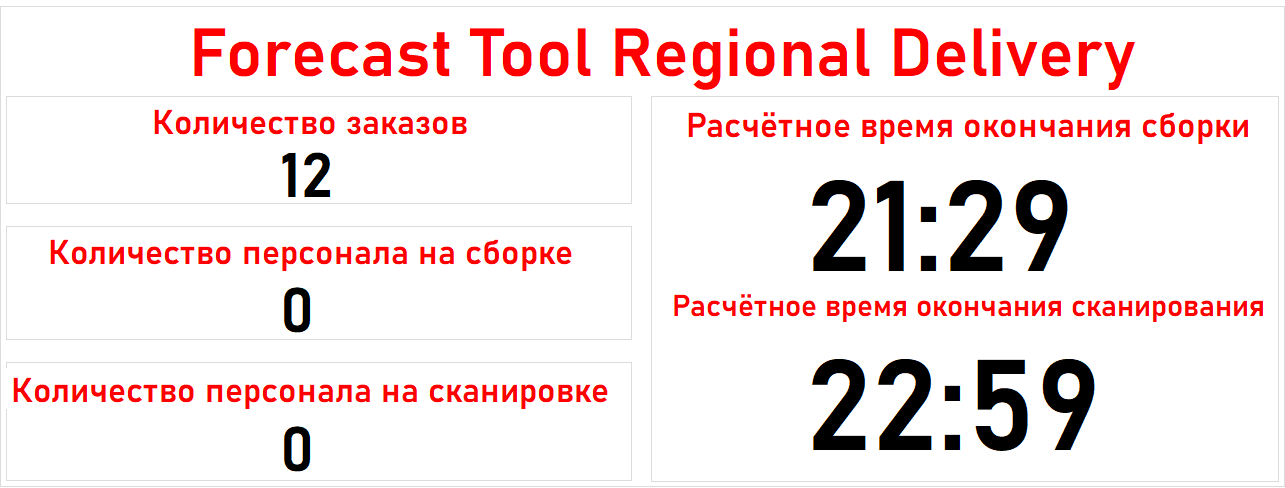 Forecast Tool Regional Delivery
Количество заказов
12
Количество персонала на сборке
0
Количество персонала на сканировке
0
Расчётное время окончания сборки
21:29
Расчётное время окончания сканирования
22:59